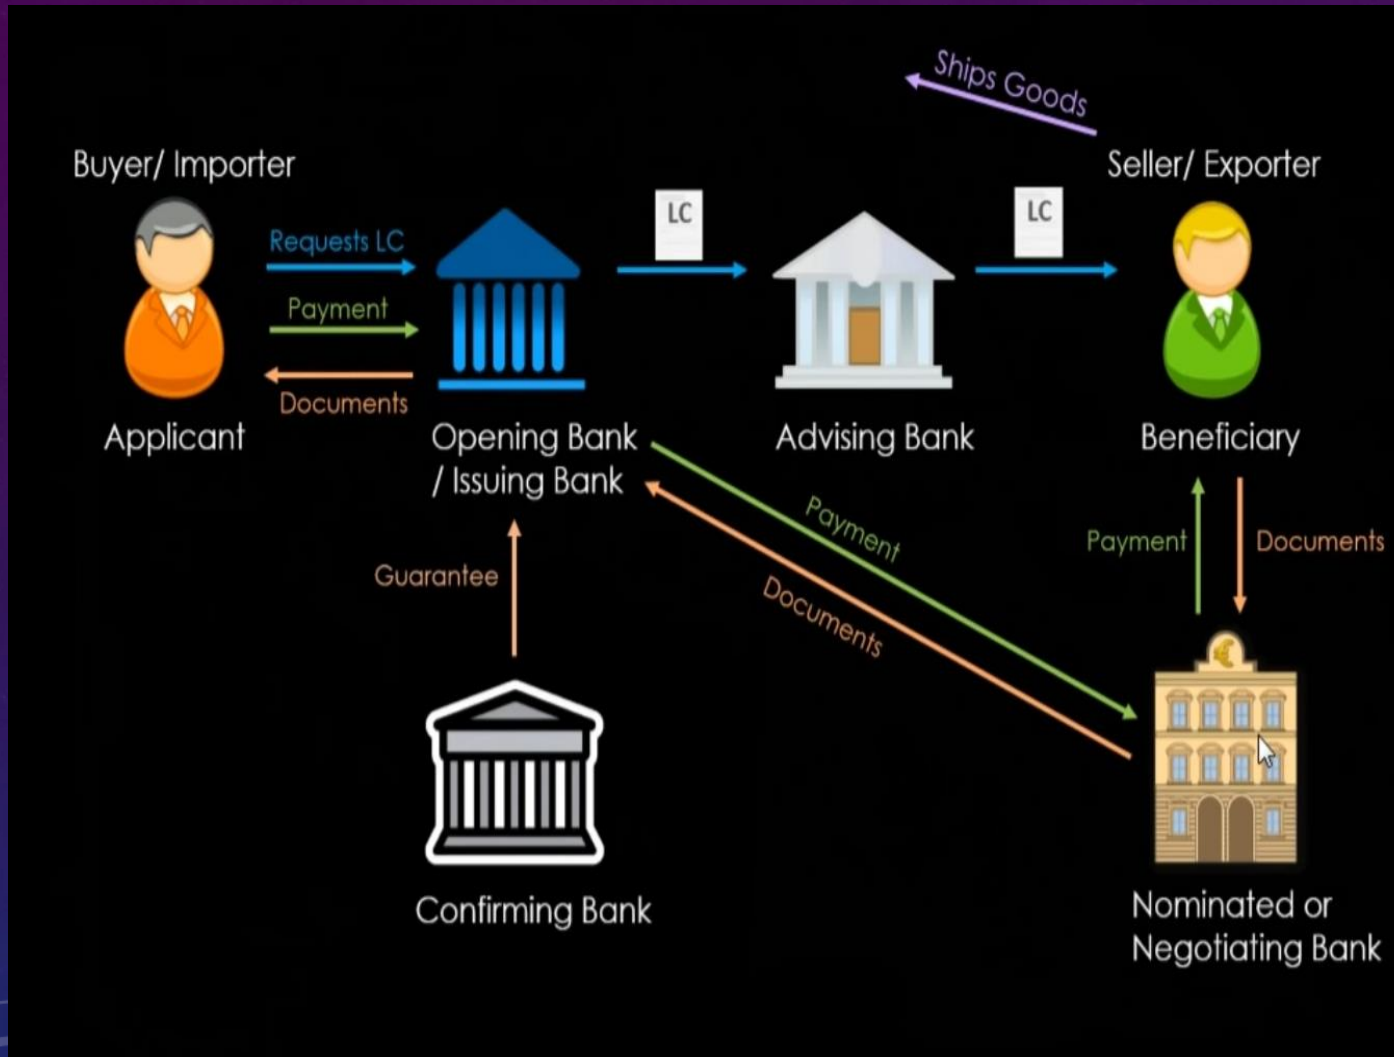 Ships Goods
Buyer/ Importer
Seller/ Exporter
LC
LC
Requests LC
Payment
Documents
Applicant
Opening Bank
/ Issuing Bank
Advising Bank
Beneficiary
Payment
Documents
Payment
Documents
Guarantee
Confirming Bank
Nominated or
Negotiating Bank
€